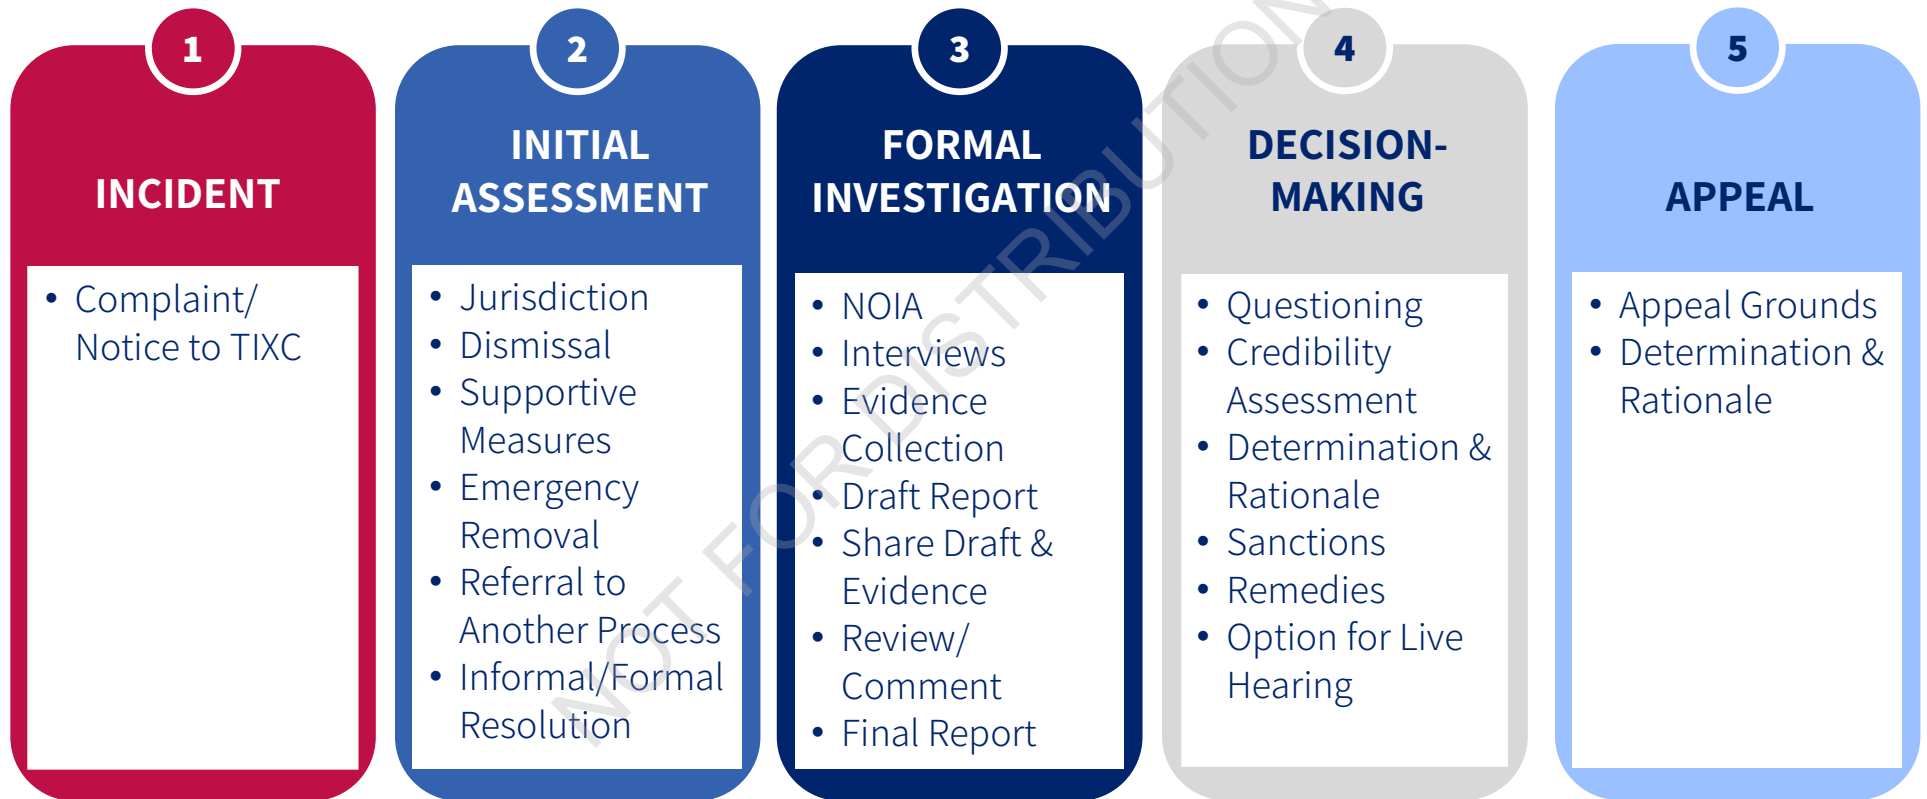 1
INCIDENT
• Complaint/
Notice to TIXC
2
INITIAL
ASSESSMENT
• Jurisdiction
• Dismissal
• Supportive
Measures
• Emergency
Removal
• Referral to
Another Process
• Informal/Formal
Resolution
3
FORMAL
INVESTIGATION
• NOIA
• Interviews
• Evidence
Collection
• Draft Report
• Share Draft &
Evidence
• Review/
Comment
• Final Report
4
DECISION-
MAKING
• Questioning
• Credibility
Assessment
• Determination &
Rationale
• Sanctions
• Remedies
• Option for Live
Hearing
5
APPEAL
• Appeal Grounds
• Determination &
Rationale
NOT FOR DISTRIBUTION